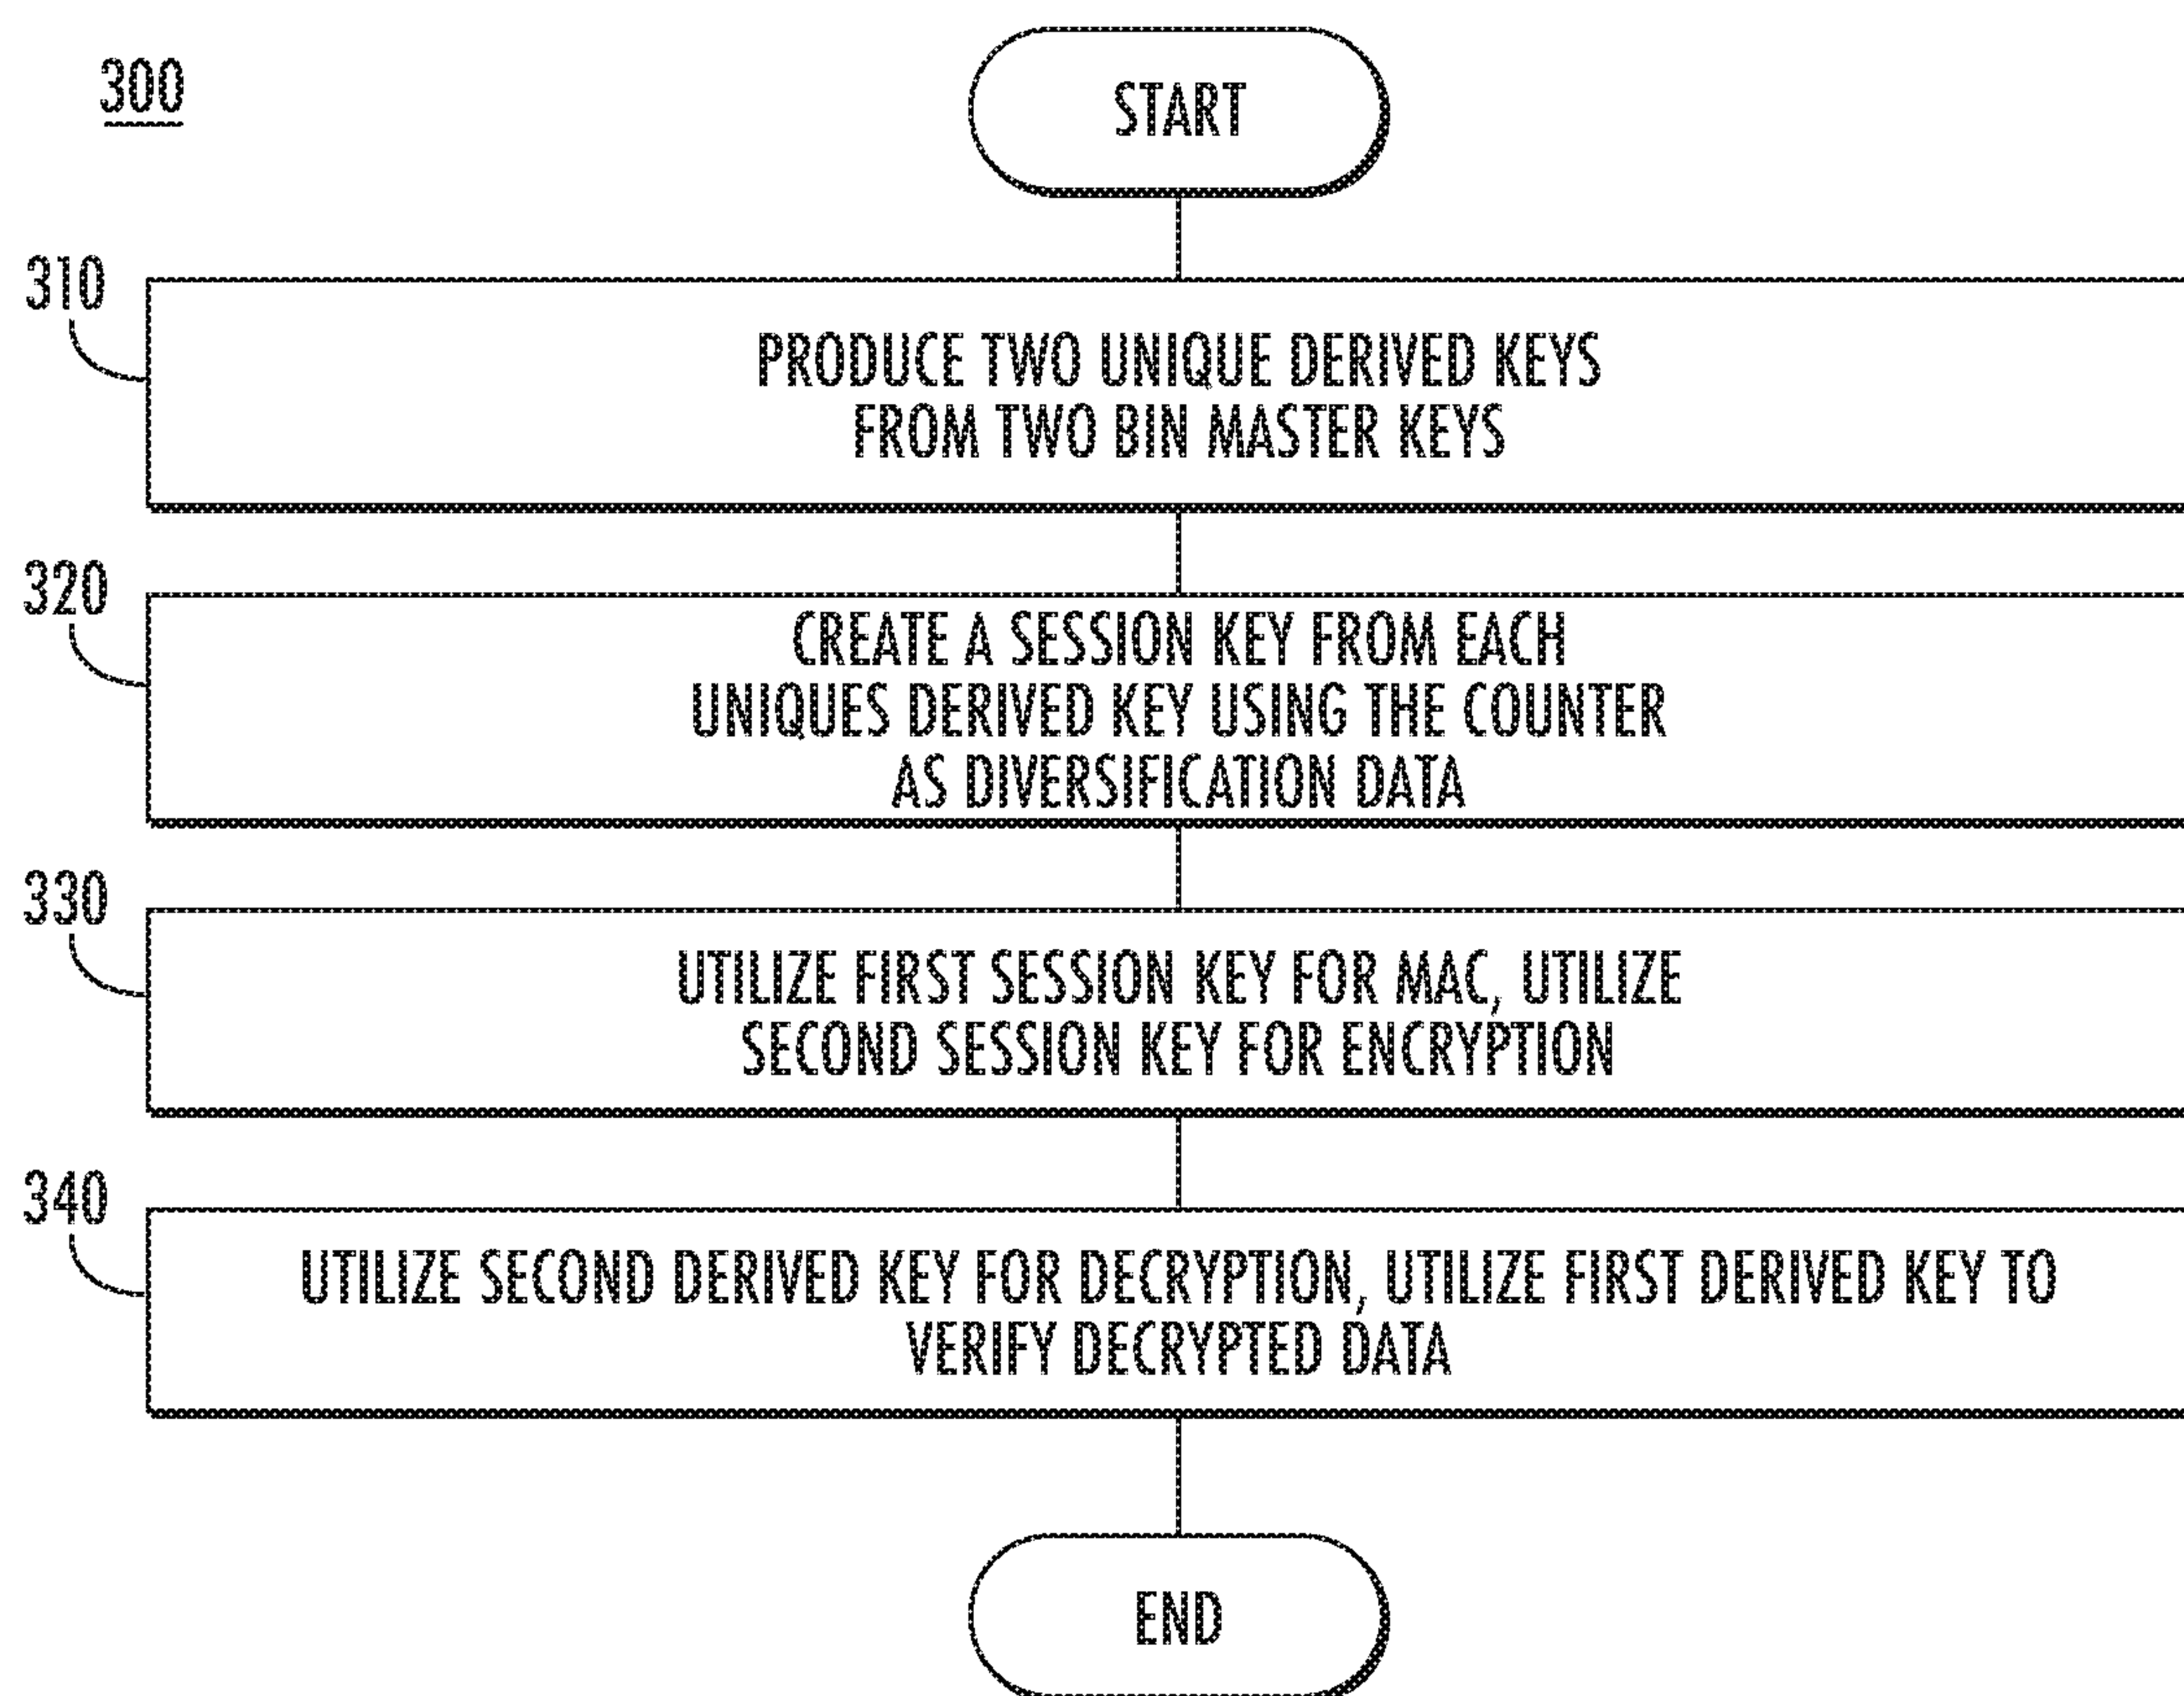 300
START
310
PRODUCE TWO UNIQUE DERIVED KEYS
FROM TWO BIN MASTER KEYS
320
CREATE A SESSION KEY FROM EACH
UNIQUES DERIVED KEY USING THE COUNTER
AS DIVERSIFICATION DATA
330
UTILIZE FIRST SESSION KEY FOR MAC, UTILIZE
SECOND SESSION KEY FOR ENCRYPTION
340
UTILIZE SECOND DERIVED KEY FOR DECRYPTION, UTILIZE FIRST DERIVED KEY TO
VERIFY DECRYPTED DATA
END